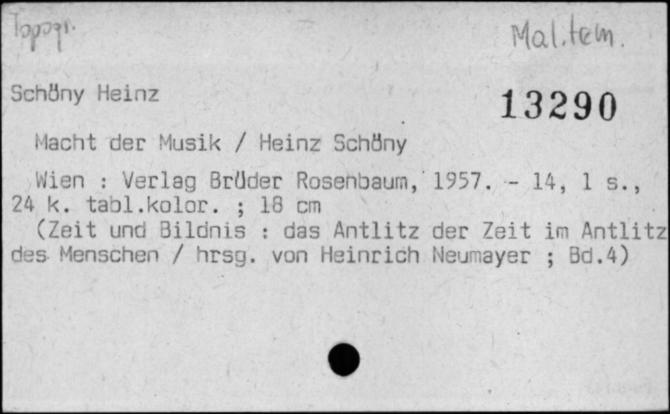 Topogr.
Mal.tem.
Schöny Heinz
13290
Macht der Musik / Heinz Schöny
Wien : Verlag Brüder Rosenbaum, 1957. - 14, 1 s.,
24 k. tabl.kolor. ; 18 cm
(Zeit und Bildnis : das Antlitz der Zeit im Antlitz
des Menschen / hrsg. von Heinrich Neumayer ; Bd.4)